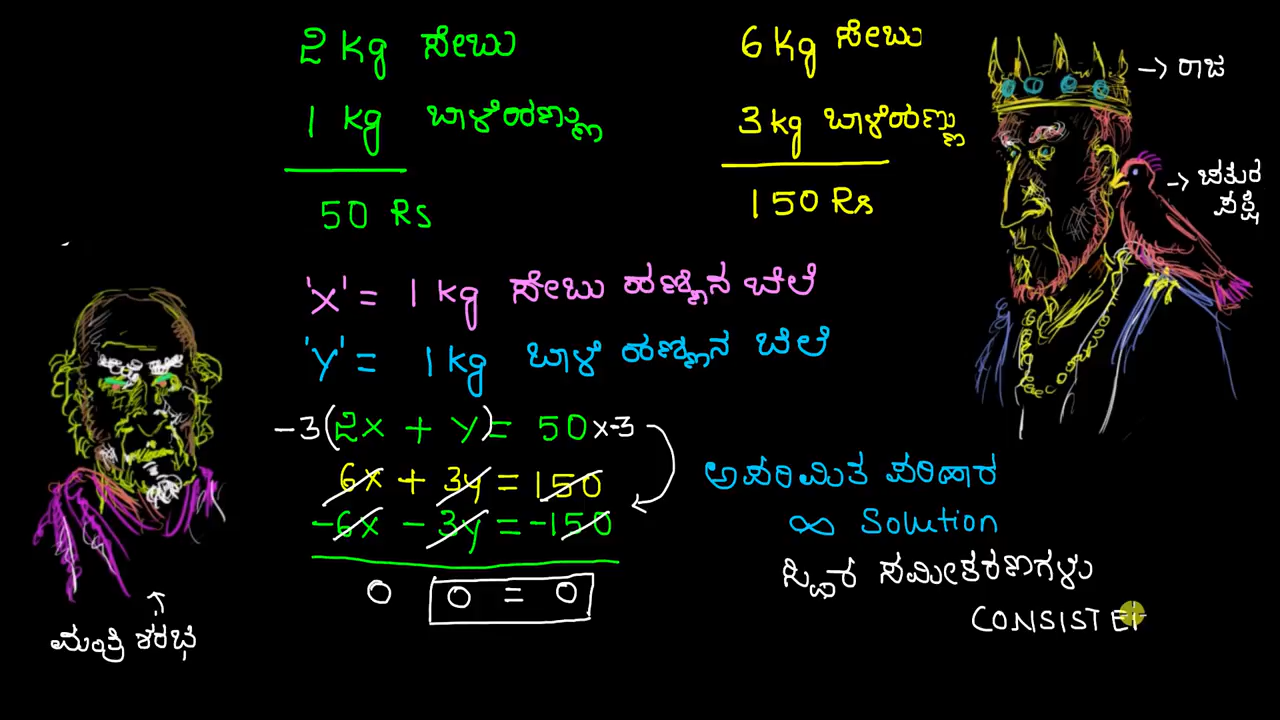 2 kg ಸೇಬು
1 kg ಬಾಳೆಹಣ್ಣು
50 Rs
6 Kg ಸೇಬು
3 kg ಬಾಳೆಹಣ್ಣು
150 Rs
→ ರಾಜ
→ ಚತುರ
ಪಕ್ಷಿ
'x' = 1 kg ಸೇಬು ಹಣ್ಣಿನ ಬೆಲೆ
'y' = 1 kg ಬಾಳೆ ಹಣ್ಣಿನ ಬೆಲೆ
-3(2x + y) = 50 x-3
6x + 3y = 150
-6x - 3y = -150
0 0 = 0
ಅಪರಿಮಿತ ಪರಿಹಾರ
∞ Solution
ಸ್ಥಿರ ಸಮೀಕರಣಗಳು
CONSISTEN
ಮಂತ್ರಿ ಶರಭ